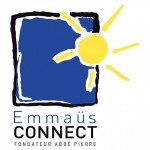 Emmaüs
CONNECT
FONDATEUR ABBÉ PIERRE